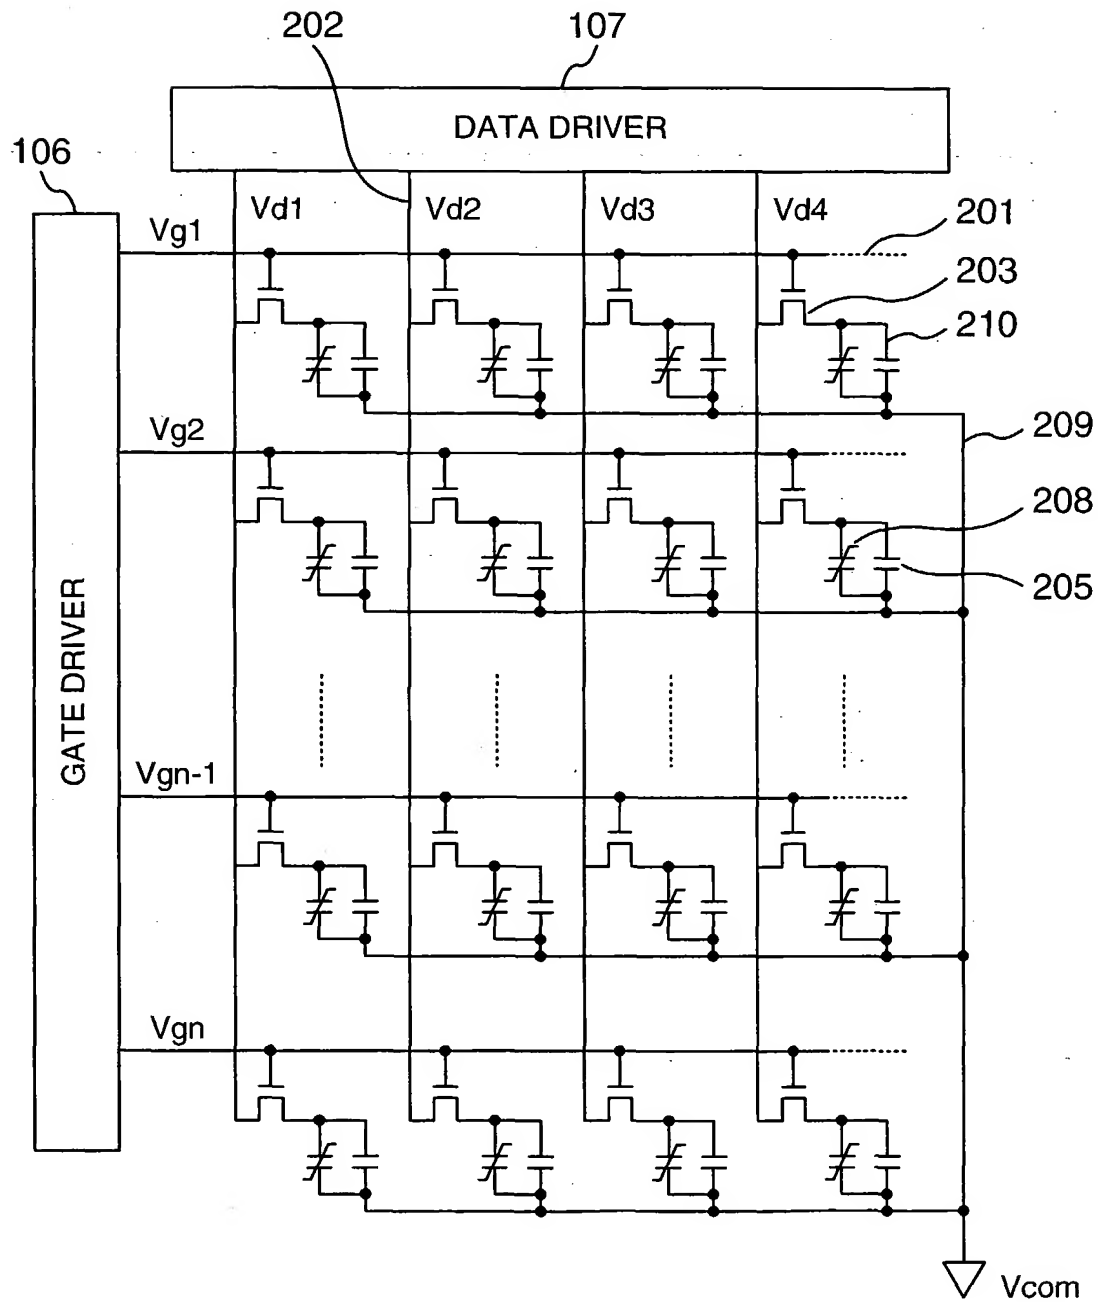 202
107
DATA DRIVER
106
Vd1
Vd2
Vd3
Vd4
201
Vg1
203
210
209
Vg2
208
205
GATE DRIVER
Vgn-1
Vgn
Vcom